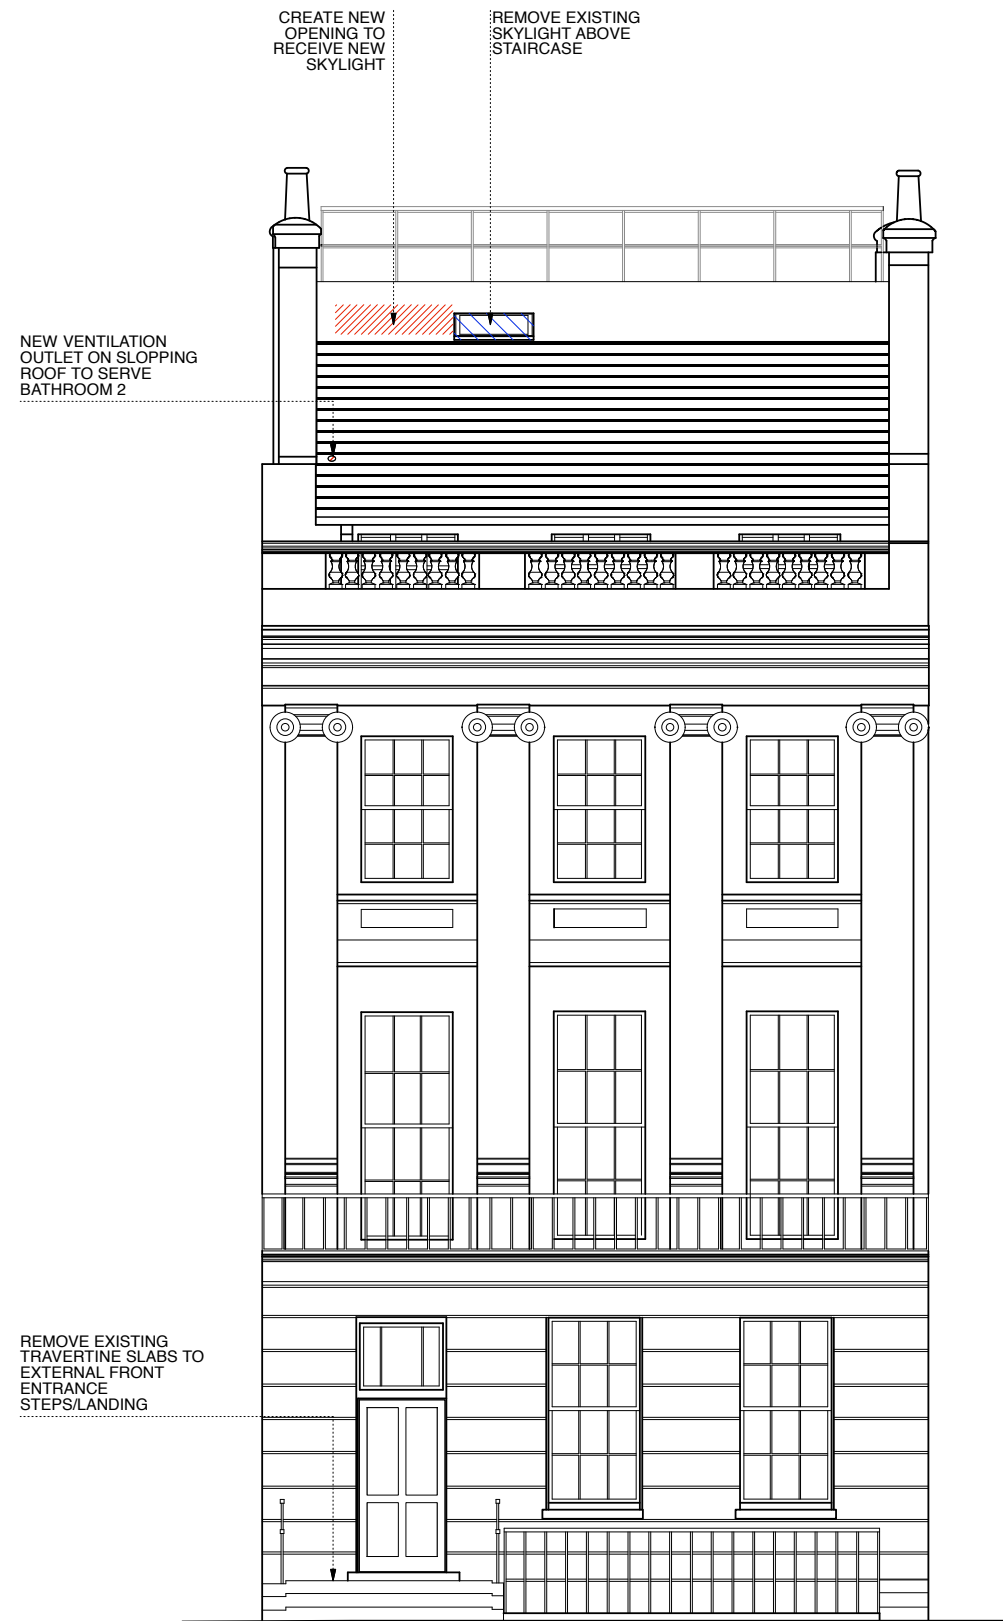 CREATE NEW
OPENING TO
RECEIVE NEW
SKYLIGHT
REMOVE EXISTING
SKYLIGHT ABOVE
STAIRCASE
NEW VENTILATION
OUTLET ON SLOPPING
ROOF TO SERVE
BATHROOM 2
REMOVE EXISTING
TRAVERTINE SLABS TO
EXTERNAL FRONT
ENTRANCE
STEPS/LANDING